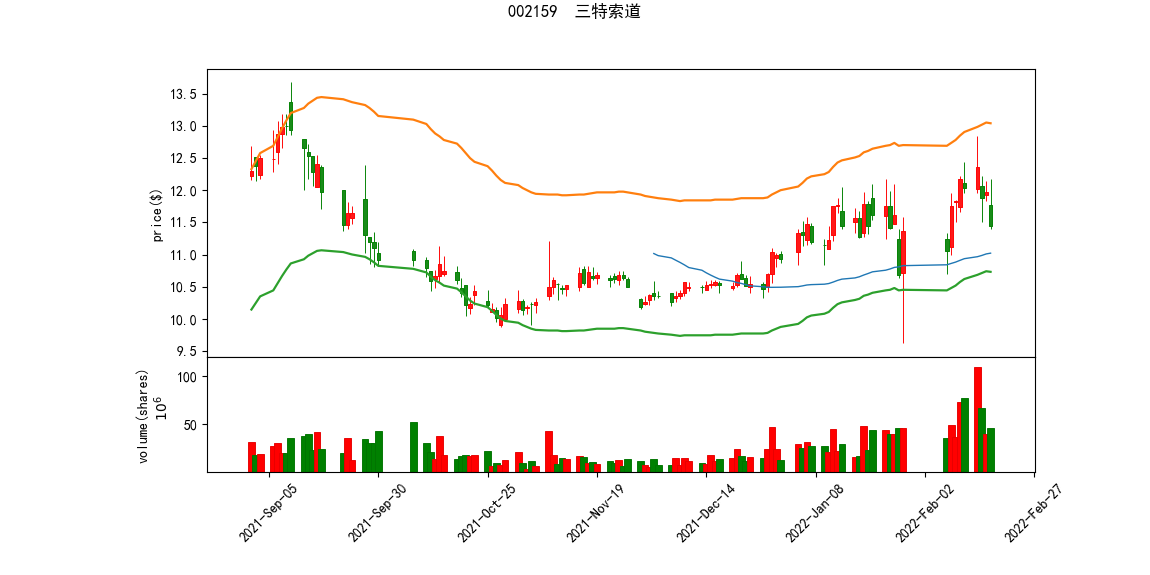 002159 三特索道
price($)
13.5
13.0
12.5
12.0
11.5
11.0
10.5
10.0
9.5
volume(shares)
10^6
100
50
2021-Sep-05
2021-Sep-30
2021-Oct-25
2021-Nov-19
2021-Dec-14
2022-Jan-08
2022-Feb-02
2022-Feb-27